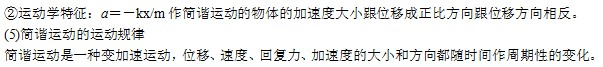 ②运动学特征：a＝－kx/m 作简谐运动的物体的加速度大小跟位移成正比方向跟位移方向相反。
(5)简谐运动的运动规律
简谐运动是一种变加速运动，位移、速度、回复力、加速度的大小和方向都随时间作周期性的变化。